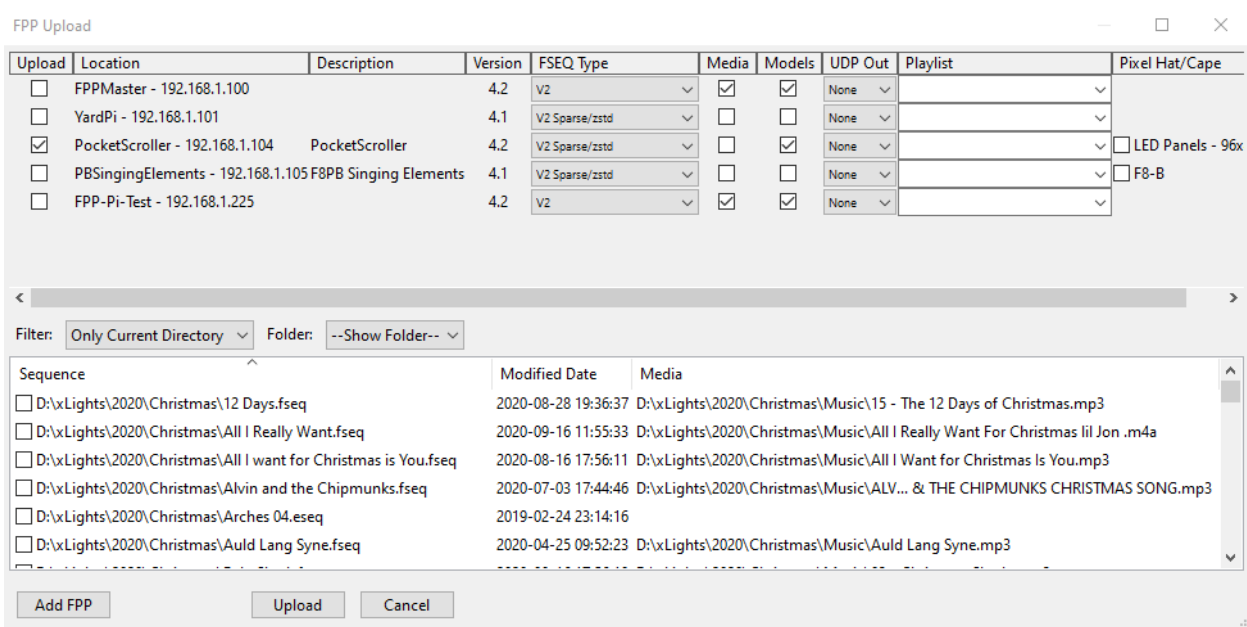 FPP Upload
Upload Location Description Version FSEQ Type Media Models UDP Out Playlist Pixel Hat/Cape
FPPMaster - 192.168.1.100 4.2 V2 None
YardPi - 192.168.1.101 4.1 V2 Sparse/zstd None
PocketScroller - 192.168.1.104 PocketScroller 4.2 V2 Sparse/zstd None LED Panels - 96x
PBSingingElements - 192.168.1.105 F8PB Singing Elements 4.1 V2 Sparse/zstd None F8-B
FPP-Pi-Test - 192.168.1.225 4.2 V2 None
Filter: Only Current Directory Folder: --Show Folder--
Sequence Modified Date Media
D:\xLights\2020\Christmas\12 Days.fseq 2020-08-28 19:36:37 D:\xLights\2020\Christmas\Music\15 - The 12 Days of Christmas.mp3
D:\xLights\2020\Christmas\All I Really Want.fseq 2020-09-16 11:55:33 D:\xLights\2020\Christmas\Music\All I Really Want For Christmas lil Jon .m4a
D:\xLights\2020\Christmas\All I want for Christmas is You.fseq 2020-08-16 17:56:11 D:\xLights\2020\Christmas\Music\All I Want for Christmas Is You.mp3
D:\xLights\2020\Christmas\Alvin and the Chipmunks.fseq 2020-07-03 17:44:46 D:\xLights\2020\Christmas\Music\ALV... & THE CHIPMUNKS CHRISTMAS SONG.mp3
D:\xLights\2020\Christmas\Arches 04.eseq 2019-02-24 23:14:16
D:\xLights\2020\Christmas\Auld Lang Syne.fseq 2020-04-25 09:52:23 D:\xLights\2020\Christmas\Music\Auld Lang Syne.mp3
Add FPP Upload Cancel